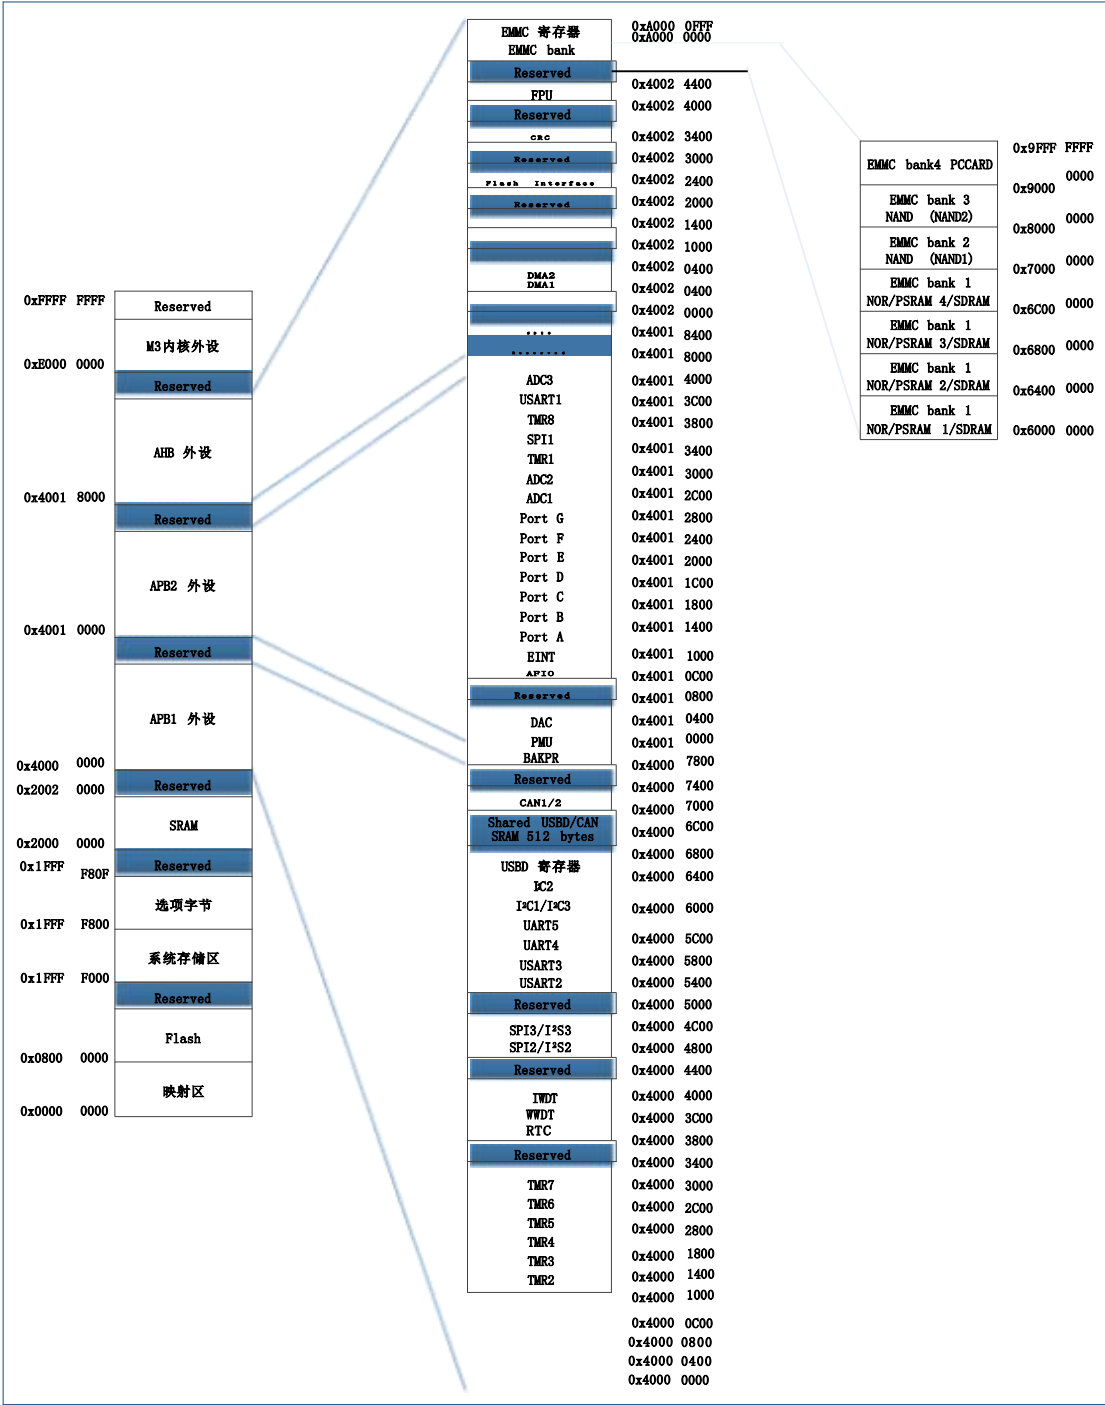 0xFFFF FFFF
Reserved
M3内核外设
0xE000 0000
Reserved
AHB 外设
0x4001 8000
Reserved
APB2 外设
0x4001 0000
Reserved
APB1 外设
0x4000 0000
Reserved
0x2002 0000
SRAM
0x2000 0000
Reserved
0x1FFF F80F
选项字节
0x1FFF F800
系统存储区
0x1FFF F000
Reserved
Flash
0x0800 0000
映射区
0x0000 0000
EMMC 寄存器
EMMC bank
Reserved
FPU
Reserved
CRC
Reserved
Flash Interface
Reserved
DMA2
DMA1
ADC3
USART1
TMR8
SPI1
TMR1
ADC2
ADC1
Port G
Port F
Port E
Port D
Port C
Port B
Port A
EINT
AFIO
Reserved
DAC
PMU
BAKPR
Reserved
CAN1/2
Shared USBD/CAN
SRAM 512 bytes
USBD 寄存器
I²C1/I²C3
UART5
UART4
USART3
USART2
Reserved
SPI3/I²S3
SPI2/I²S2
Reserved
IWDT
WWDT
RTC
Reserved
TMR7
TMR6
TMR5
TMR4
TMR3
TMR2
0xA000 0FFF
0xA000 0000
0x4002 4400
0x4002 4000
0x4002 3400
0x4002 3000
0x4002 2400
0x4002 2000
0x4002 1400
0x4002 1000
0x4002 0400
0x4002 0400
0x4002 0000
0x4001 8400
0x4001 8000
0x4001 4000
0x4001 3C00
0x4001 3800
0x4001 3400
0x4001 3000
0x4001 2C00
0x4001 2800
0x4001 2400
0x4001 2000
0x4001 1C00
0x4001 1800
0x4001 1400
0x4001 1000
0x4001 0C00
0x4001 0800
0x4001 0400
0x4001 0000
0x4000 7800
0x4000 7400
0x4000 7000
0x4000 6C00
0x4000 6800
0x4000 6400
0x4000 6000
0x4000 5C00
0x4000 5800
0x4000 5400
0x4000 5000
0x4000 4C00
0x4000 4800
0x4000 4400
0x4000 4000
0x4000 3C00
0x4000 3800
0x4000 3400
0x4000 3000
0x4000 2C00
0x4000 2800
0x4000 1800
0x4000 1400
0x4000 1000
0x4000 0C00
0x4000 0800
0x4000 0400
0x4000 0000
EMMC bank4 PCCARD
EMMC bank 3
NAND (NAND2)
EMMC bank 2
NAND (NAND1)
EMMC bank 1
NOR/PSRAM 4/SDRAM
EMMC bank 1
NOR/PSRAM 3/SDRAM
EMMC bank 1
NOR/PSRAM 2/SDRAM
EMMC bank 1
NOR/PSRAM 1/SDRAM
0x9FFF FFFF
0x9000 0000
0x8000 0000
0x7000 0000
0x6C00 0000
0x6800 0000
0x6400 0000
0x6000 0000